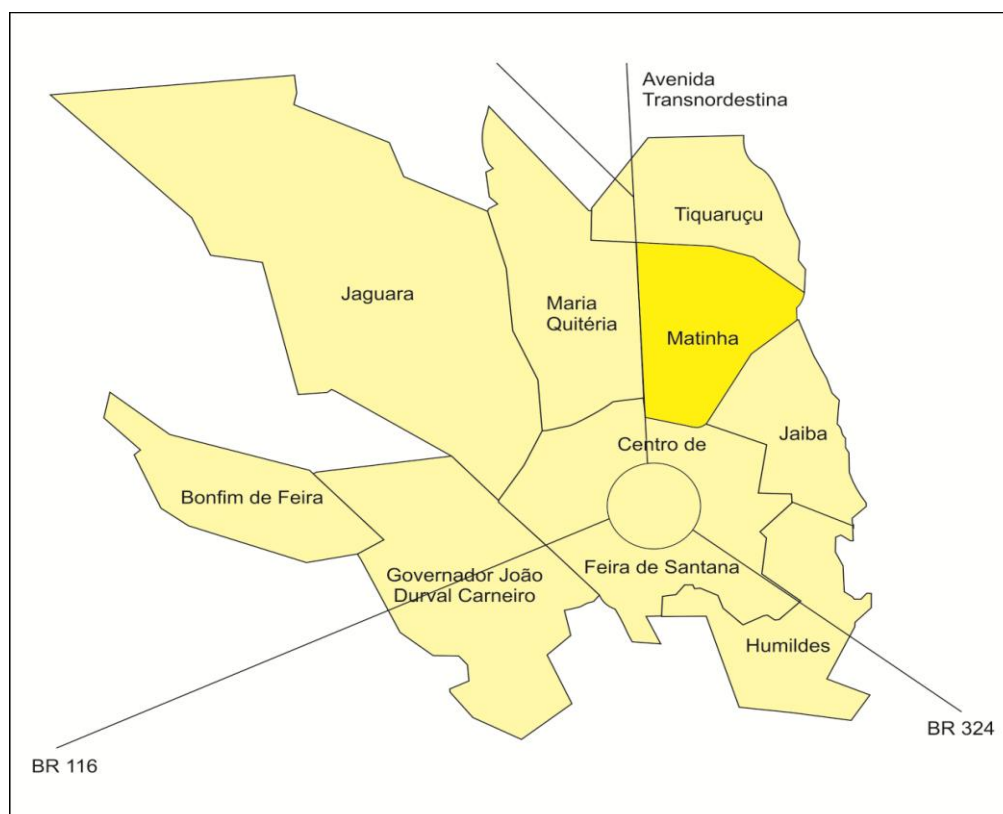 Avenida
Transnordestina
Tiquaruçu
Jaguara
Maria
Quitéria
Matinha
Jaiba
Centro de
Bonfim de Feira
Feira de Santana
Governador João
Durval Carneiro
Humildes
BR 324
BR 116